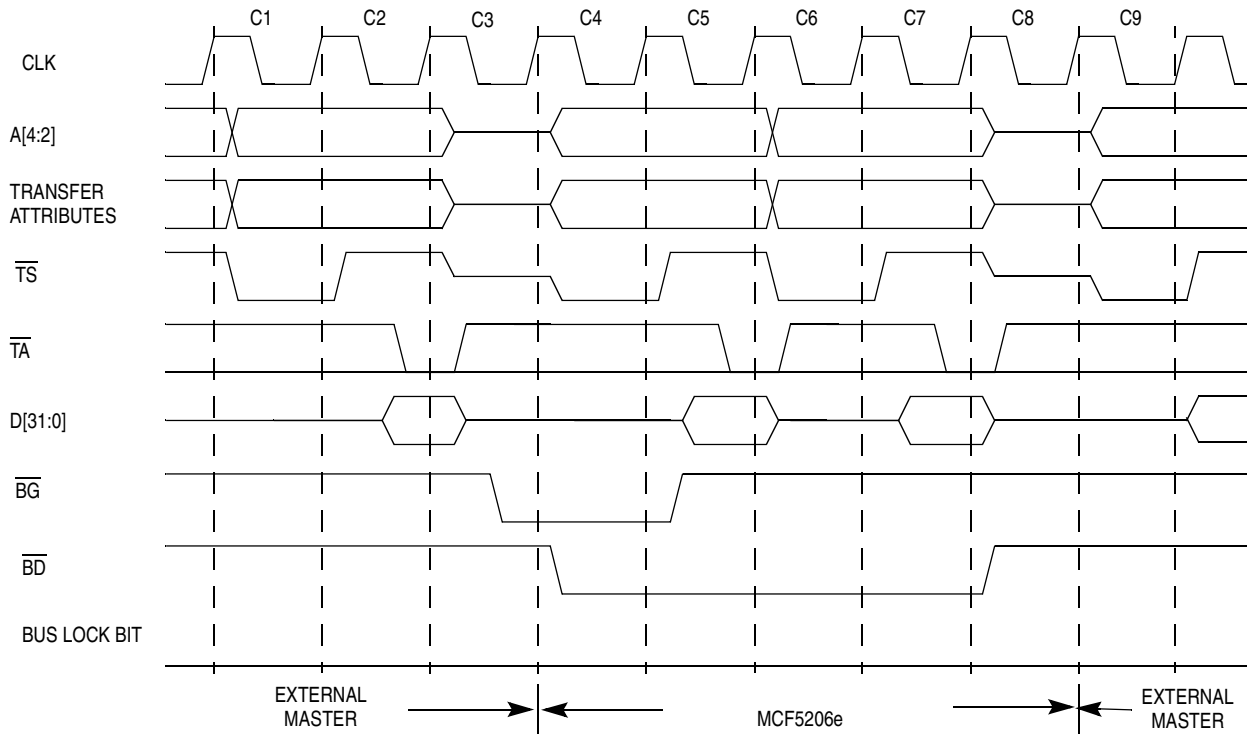 C1 C2 C3 C4 C5 C6 C7 C8 C9
CLK
A[4:2]
TRANSFER
ATTRIBUTES
TS
TA
D[31:0]
BG
BD
BUS LOCK BIT
EXTERNAL
MASTER
MCF5206e
EXTERNAL
MASTER